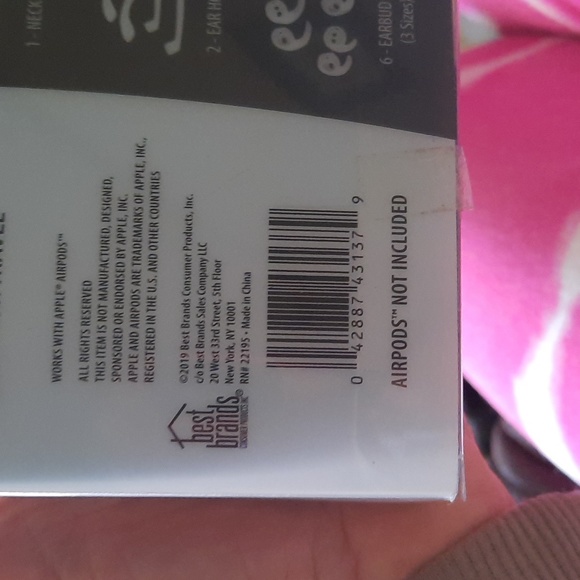 1 - NECK
2 - EAR
6 - EARBUD
(3 Sizes)
WORKS WITH APPLE® AIRPODS™
ALL RIGHTS RESERVED
THIS ITEM IS NOT MANUFACTURED, DESIGNED,
SPONSORED OR ENDORSED BY APPLE, INC.
APPLE AND AIRPODS ARE TRADEMARKS OF APPLE, INC.,
REGISTERED IN THE U.S. AND OTHER COUNTRIES
©2019 Best Brands Consumer Products, Inc.
c/o Best Brands Sales Company LLC
20 West 33rd Street, 5th Floor
New York, NY 10001
RN# 22195 • Made in China
best
brands®
CONSUMER PRODUCTS INC
0 42887 43137 9
AIRPODS™ NOT INCLUDED